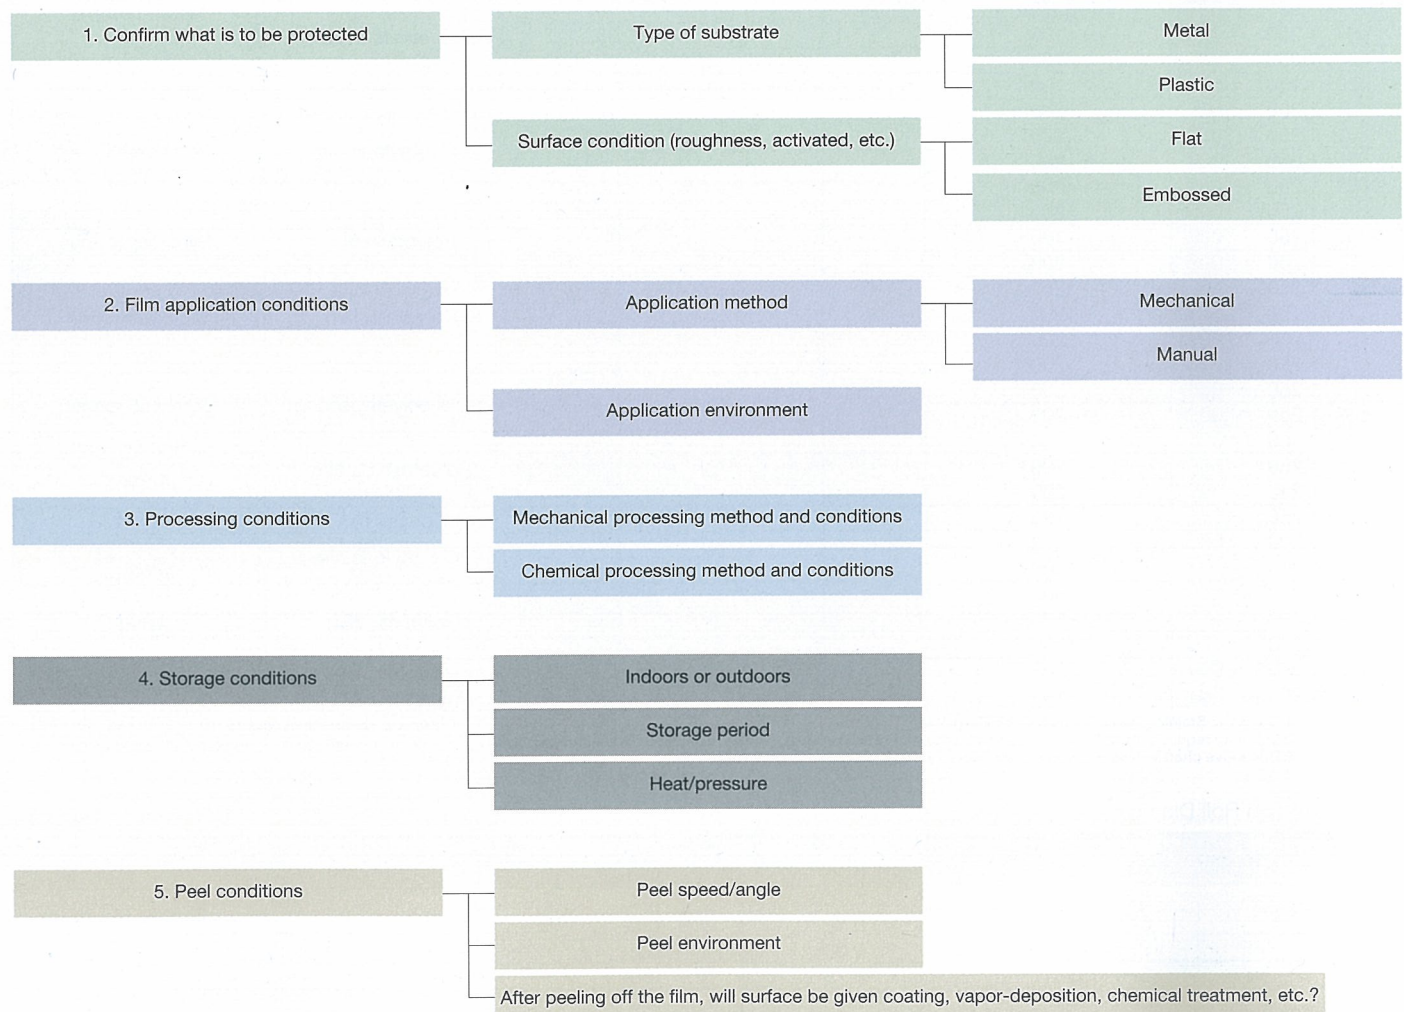 1. Confirm what is to be protected
Type of substrate
Metal
Plastic
Surface condition (roughness, activated, etc.)
Flat
Embossed
2. Film application conditions
Application method
Mechanical
Manual
Application environment
3. Processing conditions
Mechanical processing method and conditions
Chemical processing method and conditions
4. Storage conditions
Indoors or outdoors
Storage period
Heat/pressure
5. Peel conditions
Peel speed/angle
Peel environment
After peeling off the film, will surface be given coating, vapor-deposition, chemical treatment, etc.?